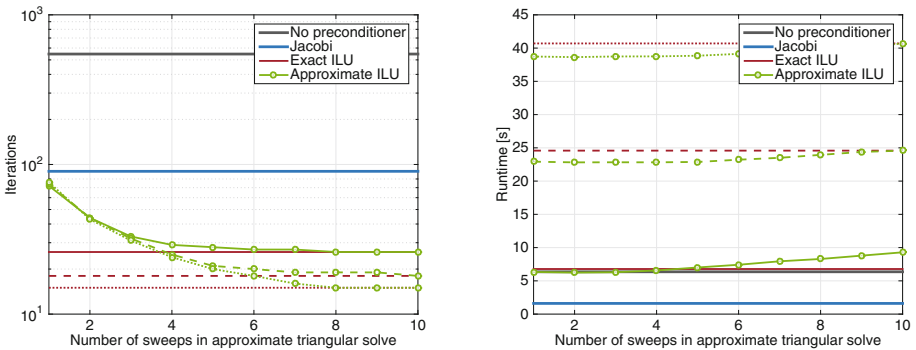 10^3
10^2
10^1
Iterations
2
4
6
8
10
Number of sweeps in approximate triangular solve
No preconditioner
Jacobi
Exact ILU
Approximate ILU
45
40
35
30
25
20
15
10
5
0
Runtime [s]
2
4
6
8
10
Number of sweeps in approximate triangular solve
No preconditioner
Jacobi
Exact ILU
Approximate ILU